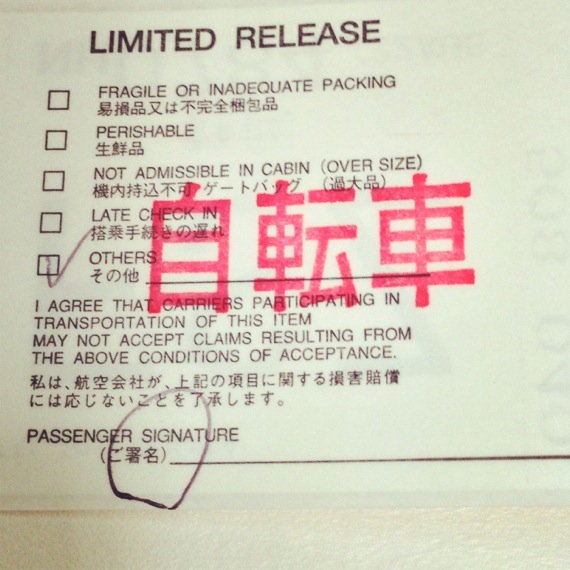 LIMITED RELEASE
FRAGILE OR INADEQUATE PACKING
易損品又は不完全梱包品
PERISHABLE
生鮮品
NOT ADMISSIBLE IN CABIN (OVER SIZE)
機内持込不可 ゲートバッグ (過大品)
LATE CHECK IN
搭乗手続きの遅れ
OTHERS
その他
自転車
I AGREE THAT CARRIERS PARTICIPATING IN
TRANSPORTATION OF THIS ITEM
MAY NOT ACCEPT CLAIMS RESULTING FROM
THE ABOVE CONDITIONS OF ACCEPTANCE.
私は、航空会社が、上記の項目に関する損害賠償
には応じないことを了承します。
PASSENGER SIGNATURE
(ご署名)